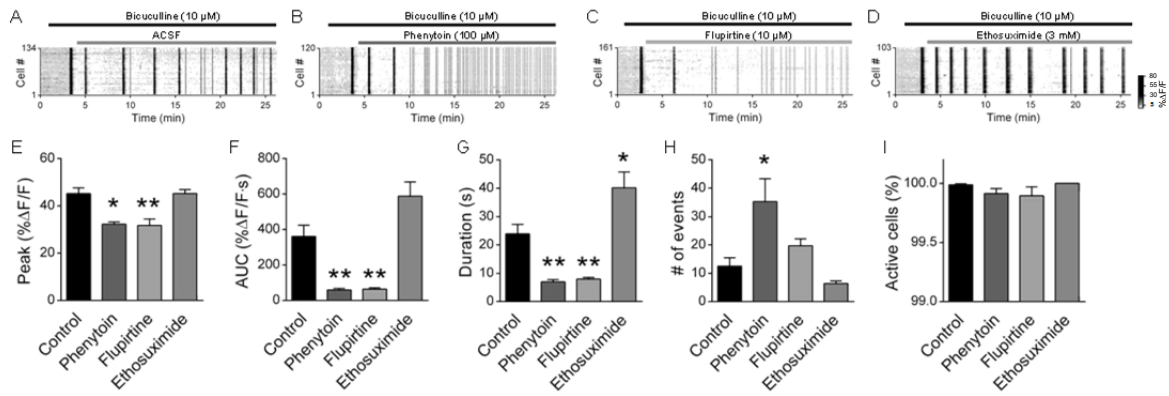 A
Bicuculline (10 μM)
ACSF
134
Cell #
1
0 5 10 15 20 25
Time (min)
B
Bicuculline (10 μM)
Phenytoin (100 μM)
120
Cell #
1
0 5 10 15 20 25
Time (min)
C
Bicuculline (10 μM)
Flupirtine (10 μM)
161
Cell #
1
0 5 10 15 20 25
Time (min)
D
Bicuculline (10 μM)
Ethosuximide (3 mM)
103
Cell #
1
0 5 10 15 20 25
Time (min)
80
55
30
5
%ΔF/F
E
Peak (%ΔF/F)
60
40
20
0
* **
Control
Phenytoin
Flupirtine
Ethosuximide
F
AUC (%ΔF/F·s)
800
600
400
200
0
** **
Control
Phenytoin
Flupirtine
Ethosuximide
G
Duration (s)
50
40
30
20
10
0
** ** *
Control
Phenytoin
Flupirtine
Ethosuximide
H
# of events
50
40
30
20
10
0
*
Control
Phenytoin
Flupirtine
Ethosuximide
I
Active cells (%)
100.0
99.5
99.0
Control
Phenytoin
Flupirtine
Ethosuximide